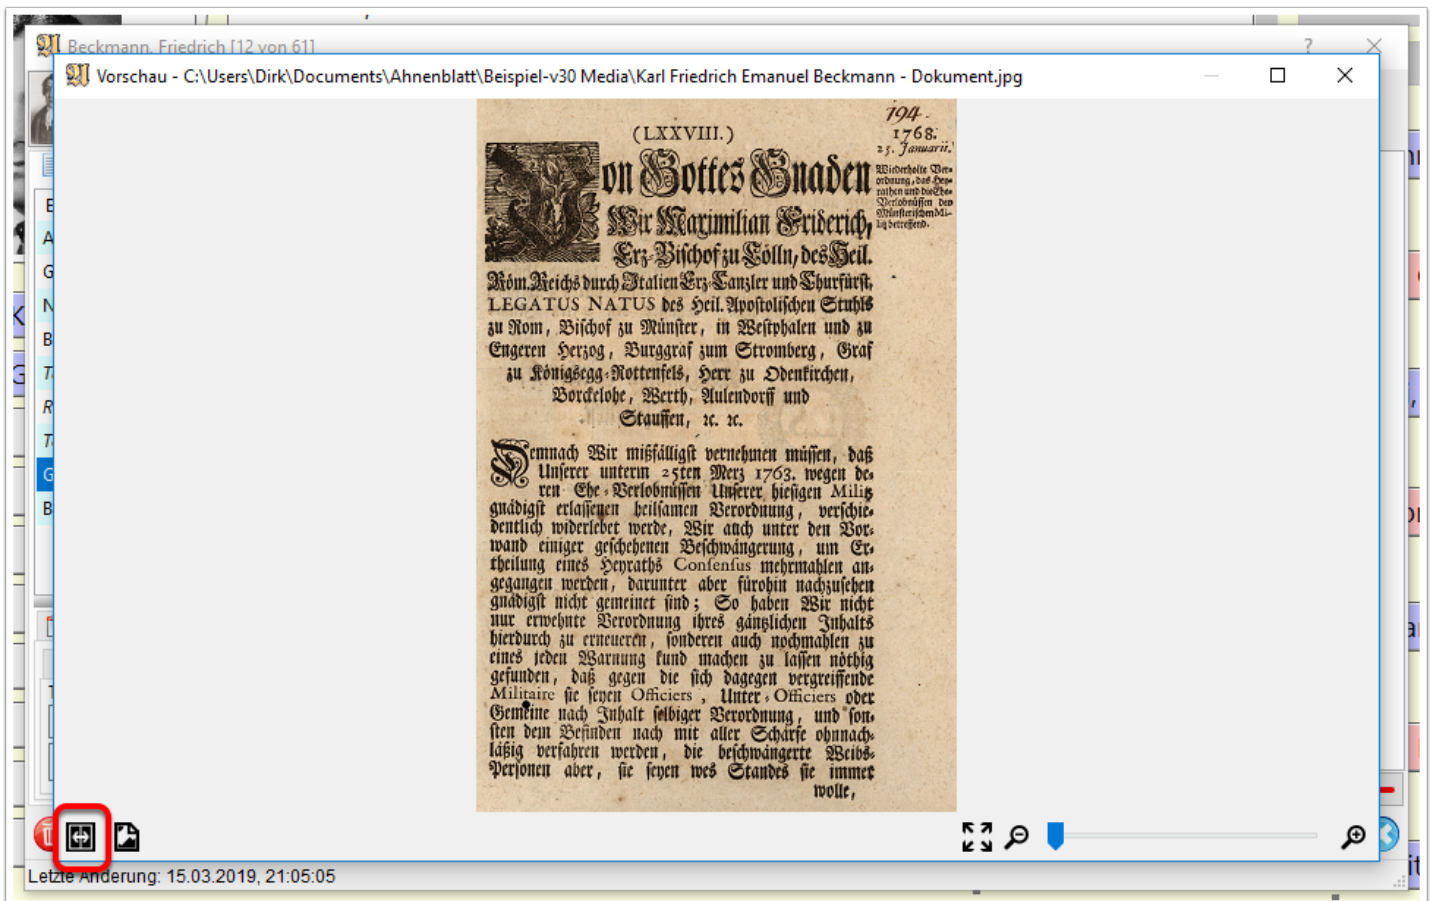 Beckmann, Friedrich [12 von 61]
?
Vorschau - C:\Users\Dirk\Documents\Ahnenblatt\Beispiel-v30 Media\Karl Friedrich Emanuel Beckmann - Dokument.jpg
194.
(LXXVIII.)
1768.
25. Januarii.
Von Gottes Gnaden
Wir Maximilian Friderich,
Erz-Bischof zu Cölln, des Heil.
Röm. Reichs durch Italien Erz-Canzler und Churfürst,
LEGATUS NATUS des Heil. Apostolischen Stuhls
zu Rom, Bischof zu Münster, in Westphalen und zu
Engeren Herzog, Burggraf zum Stromberg, Graf
zu Königsegg-Rottenfels, Herr zu Odenkirchen,
Borckelohe, Werth, Aulendorff und
Stauffen, ꝛc. ꝛc.
Wiederholte Ver-
ordnung, das Hey-
rathen und die Ehe-
Verlobnüssen der
Münsterischen Mi-
litz betreffend.
Demnach Wir mißfälligst vernehmen müssen, daß
Unserer unterm 25ten Merz 1763. wegen de-
ren Ehe-Verlobnüssen Unserer hiesigen Militz
gnädigst erlassenen heilsamen Verordnung, verschie-
dentlich widerlebet werde, Wir auch unter den Vor-
wand einiger geschehenen Beschwängerung, um Er-
theilung eines Heyraths Consensus mehrmahlen an-
gegangen werden, darunter aber fürohin nachzusehen
gnädigst nicht gemeinet sind; So haben Wir nicht
nur erwehnte Verordnung ihres gäntzlichen Inhalts
hierdurch zu erneueren, sonderen auch nochmahlen zu
eines jeden Warnung kund machen zu lassen nöthig
gefunden, daß gegen die sich dagegen vergreiffende
Militaire sie seyen Officiers, Unter-Officiers oder
Gemeine nach Inhalt selbiger Verordnung, und son-
sten dem Befinden nach mit aller Schärfe ohnnach-
läßig verfahren werden, die beschwängerte Weibs-
Personen aber, sie seyen wes Standes sie immer
wolle,
Letzte Änderung: 15.03.2019, 21:05:05